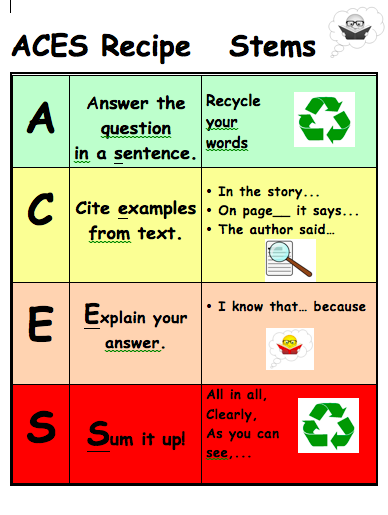 ACES Recipe Stems
A
Answer the
question
in a sentence.
Recycle
your
words
C
Cite examples
from text.
• In the story...
• On page__ it says...
• The author said…
E
Explain your
answer.
• I know that… because
S
Sum it up!
All in all,
Clearly,
As you can
see,...